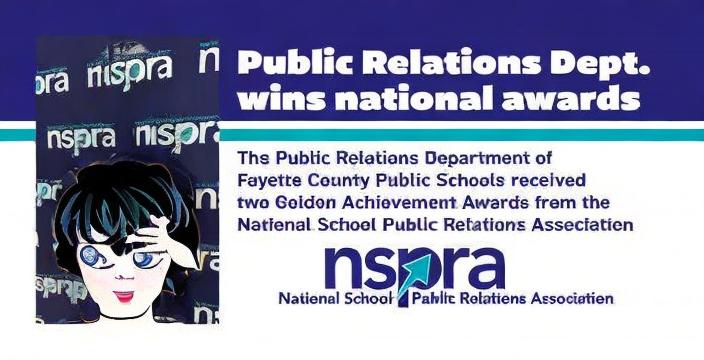 Public Relations Dept.
wins national awards
The Public Relations Department of
Fayette County Public Schools received
two Golden Achievement Awards from the
National School Public Relations Association
nspra
National School Public Relations Association
nspra
nspra
nspra
nspra